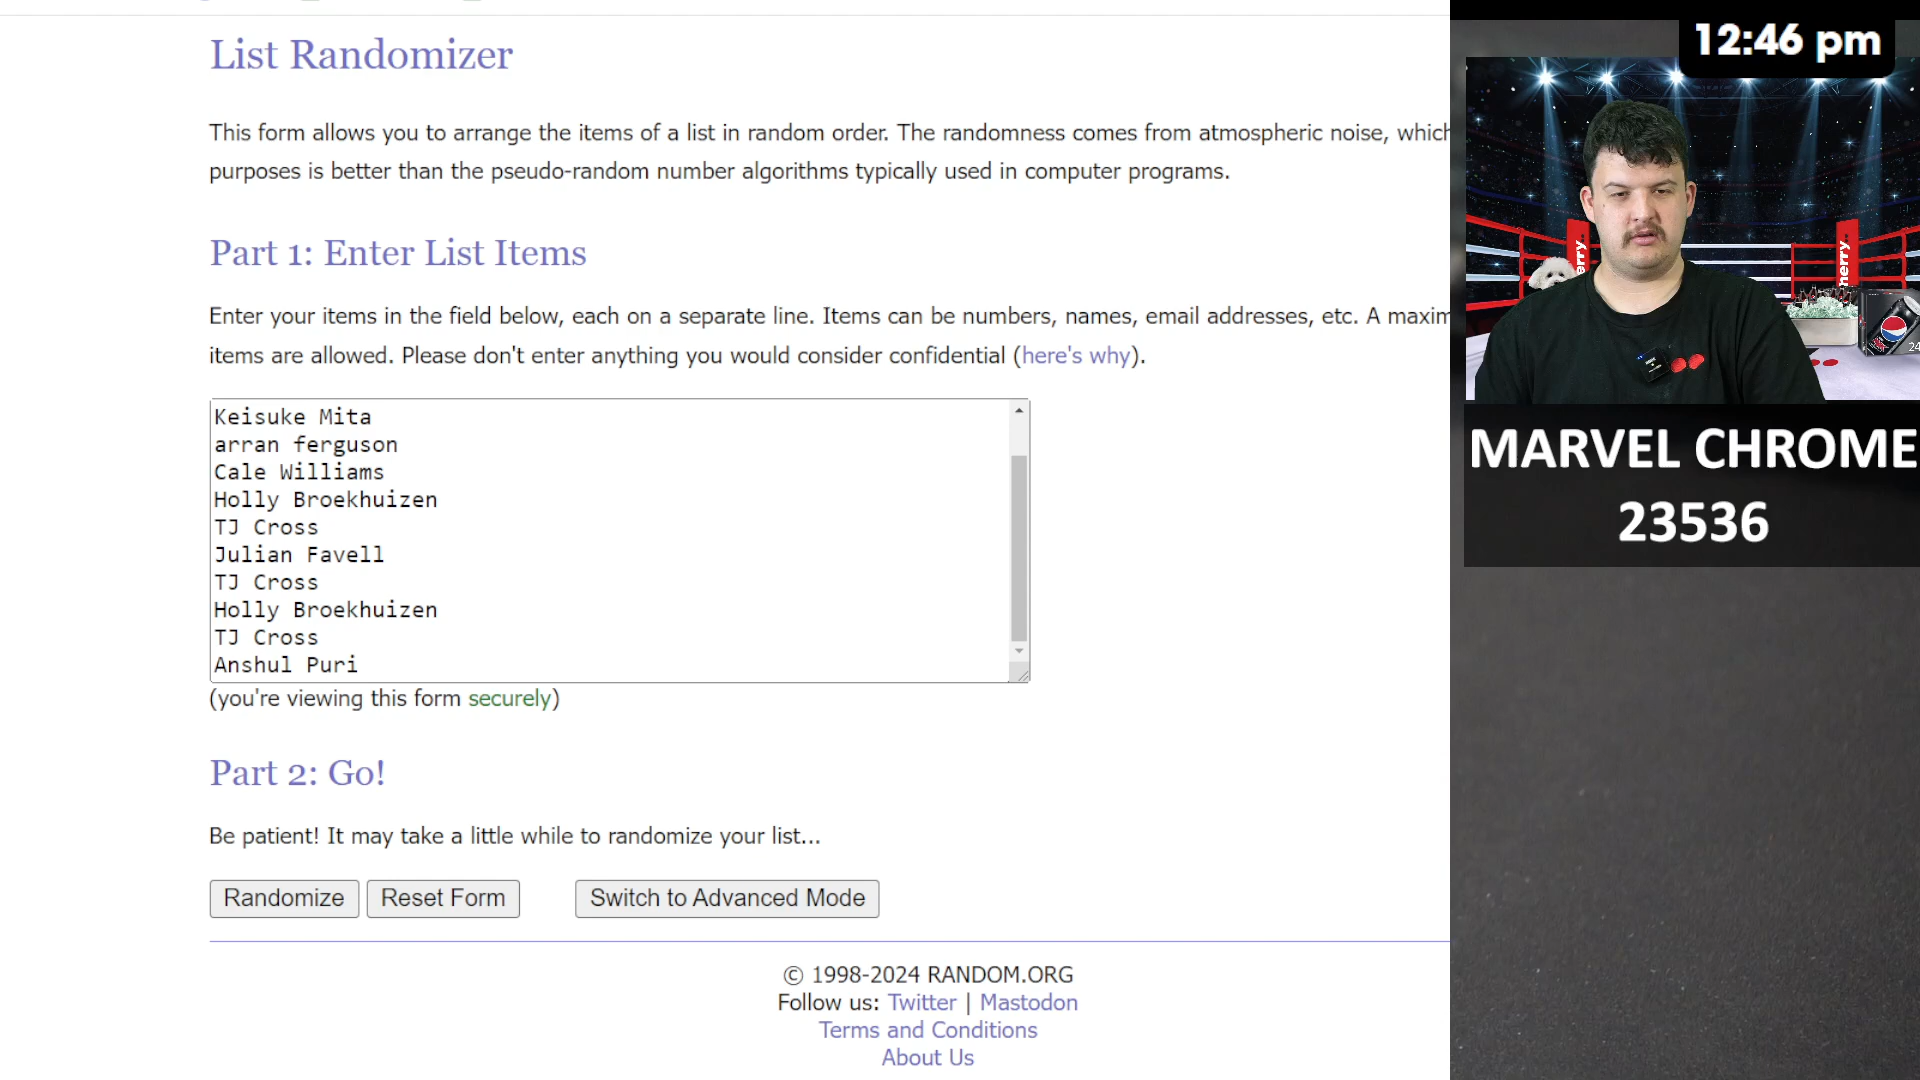 12:46 pm
List Randomizer
This form allows you to arrange the items of a list in random order. The randomness comes from atmospheric noise, which
purposes is better than the pseudo-random number algorithms typically used in computer programs.
Part 1: Enter List Items
Enter your items in the field below, each on a separate line. Items can be numbers, names, email addresses, etc. A maxim
items are allowed. Please don't enter anything you would consider confidential (here's why).
Keisuke Mita
arran ferguson
Cale Williams
Holly Broekhuizen
TJ Cross
Julian Favell
TJ Cross
Holly Broekhuizen
TJ Cross
Anshul Puri
(you're viewing this form securely)
Part 2: Go!
Be patient! It may take a little while to randomize your list...
Randomize Reset Form Switch to Advanced Mode
© 1998-2024 RANDOM.ORG
Follow us: Twitter | Mastodon
Terms and Conditions
About Us
erry
herry
24
MARVEL CHROME
23536